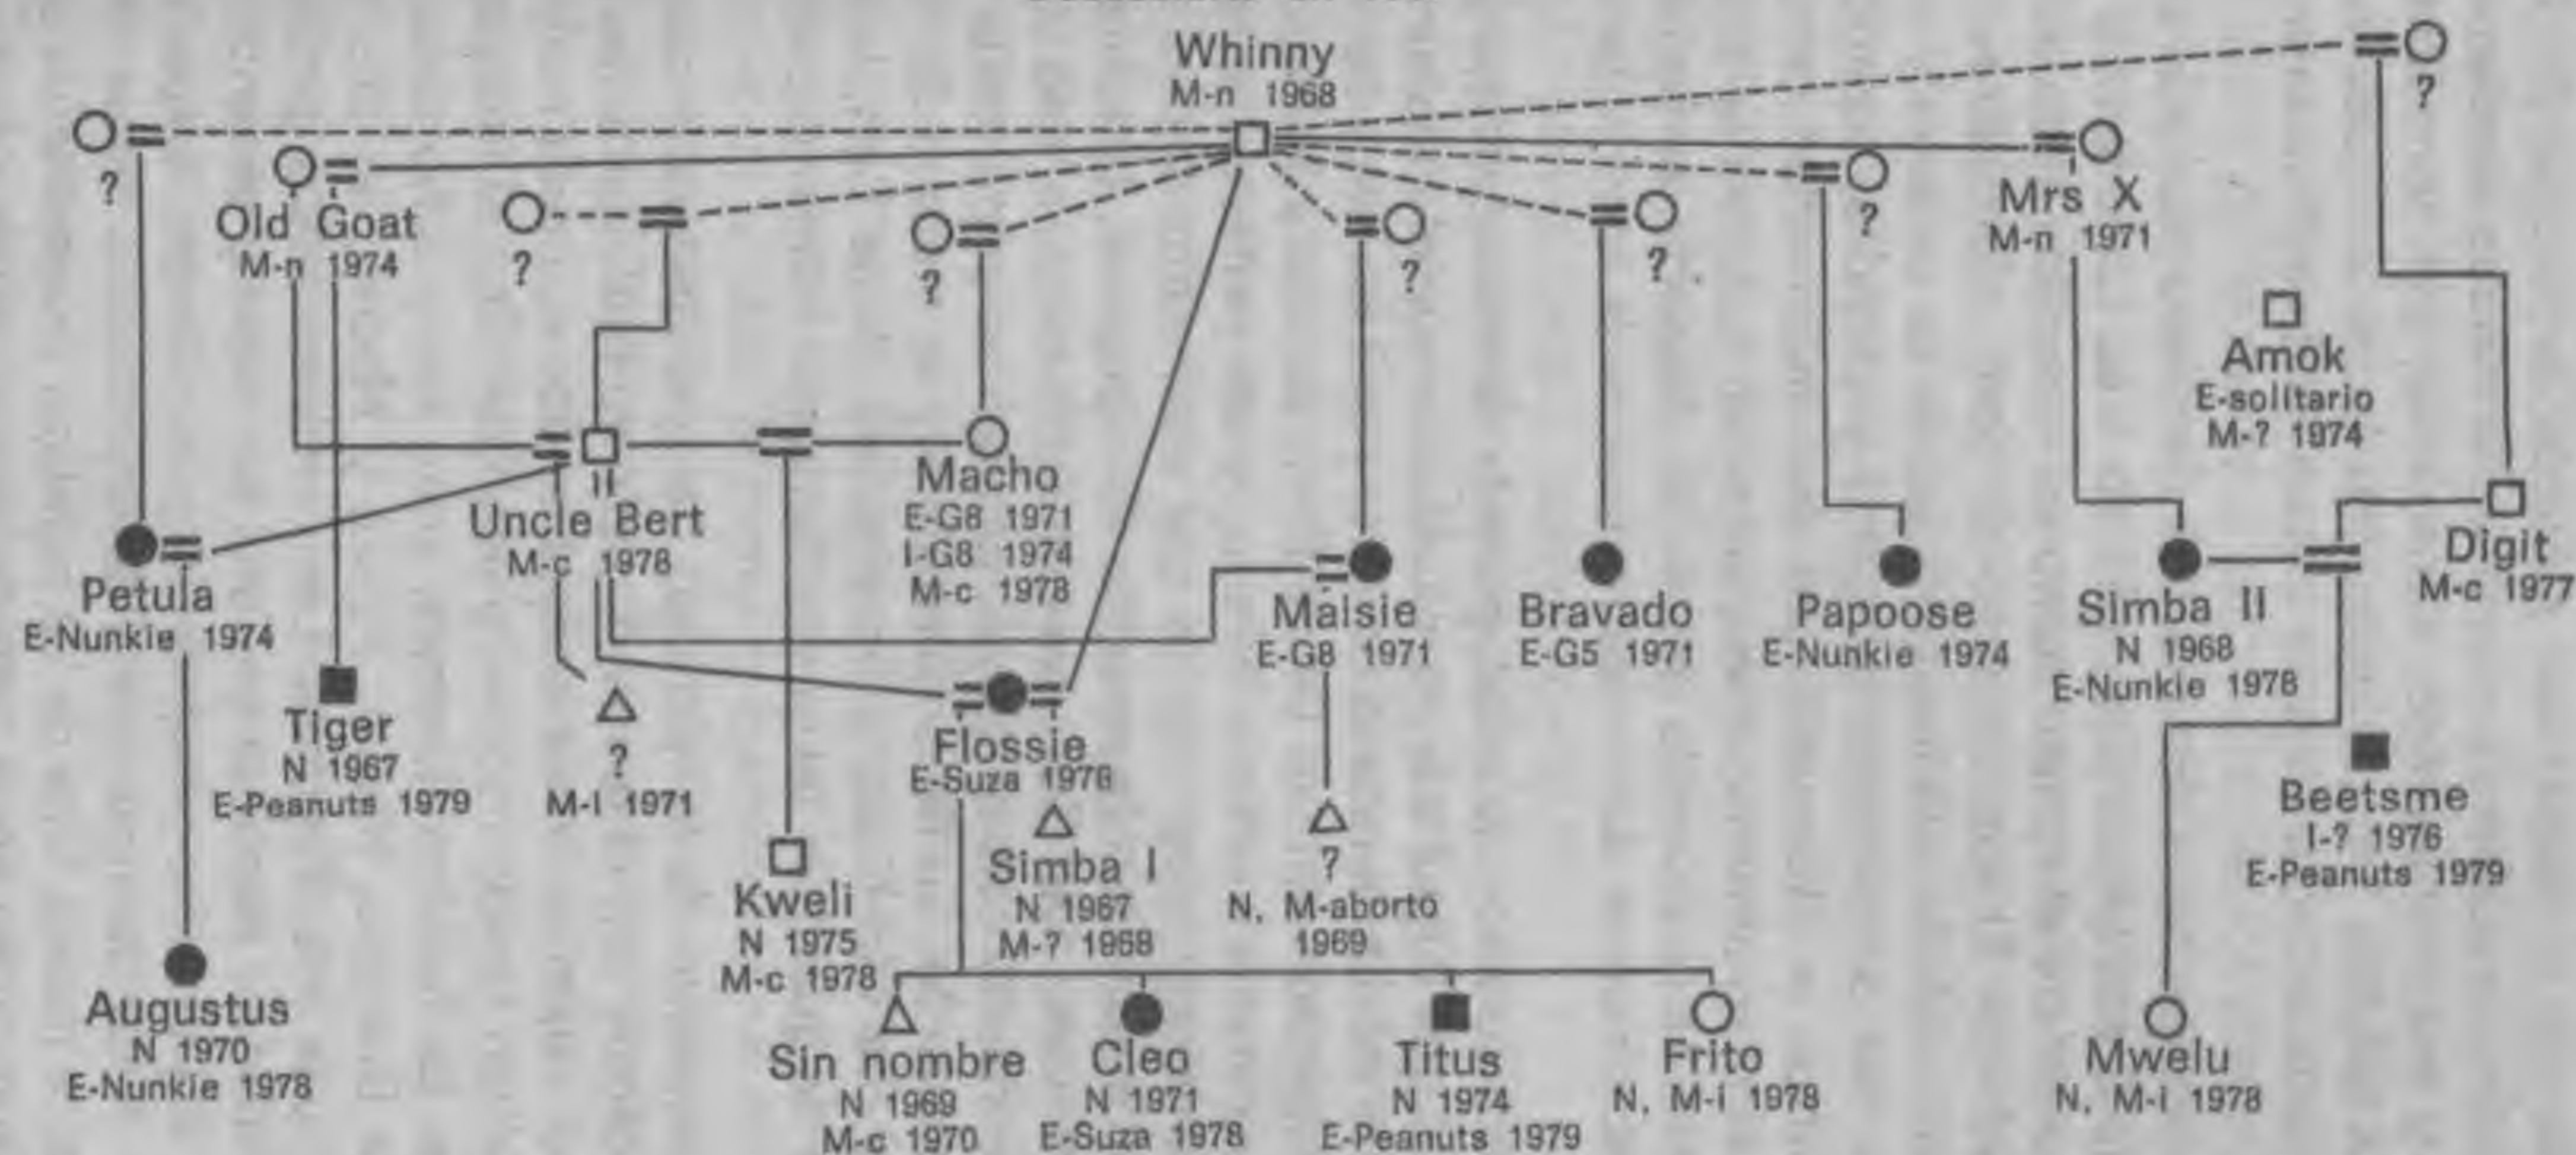 Whinny
M-n 1968
?
?
Old Goat
M-n 1974
?
?
?
?
?
Mrs X
M-n 1971
Amok
E-solitario
M-? 1974
Uncle Bert
M-c 1978
Macho
E-G8 1971
I-G8 1974
M-c 1978
Petula
E-Nunkie 1974
Maisie
E-G8 1971
Bravado
E-G5 1971
Papoose
E-Nunkie 1974
Simba II
N 1968
E-Nunkie 1978
Digit
M-c 1977
Tiger
N 1967
E-Peanuts 1979
?
M-i 1971
Flossie
E-Suza 1978
Beetsme
I-? 1976
E-Peanuts 1979
Kweli
N 1975
M-c 1978
Simba I
N 1967
M-? 1968
?
N, M-aborto
1969
Augustus
N 1970
E-Nunkie 1978
Sin nombre
N 1969
M-c 1970
Cleo
N 1971
E-Suza 1978
Titus
N 1974
E-Peanuts 1979
Frito
N, M-i 1978
Mwelu
N, M-i 1978